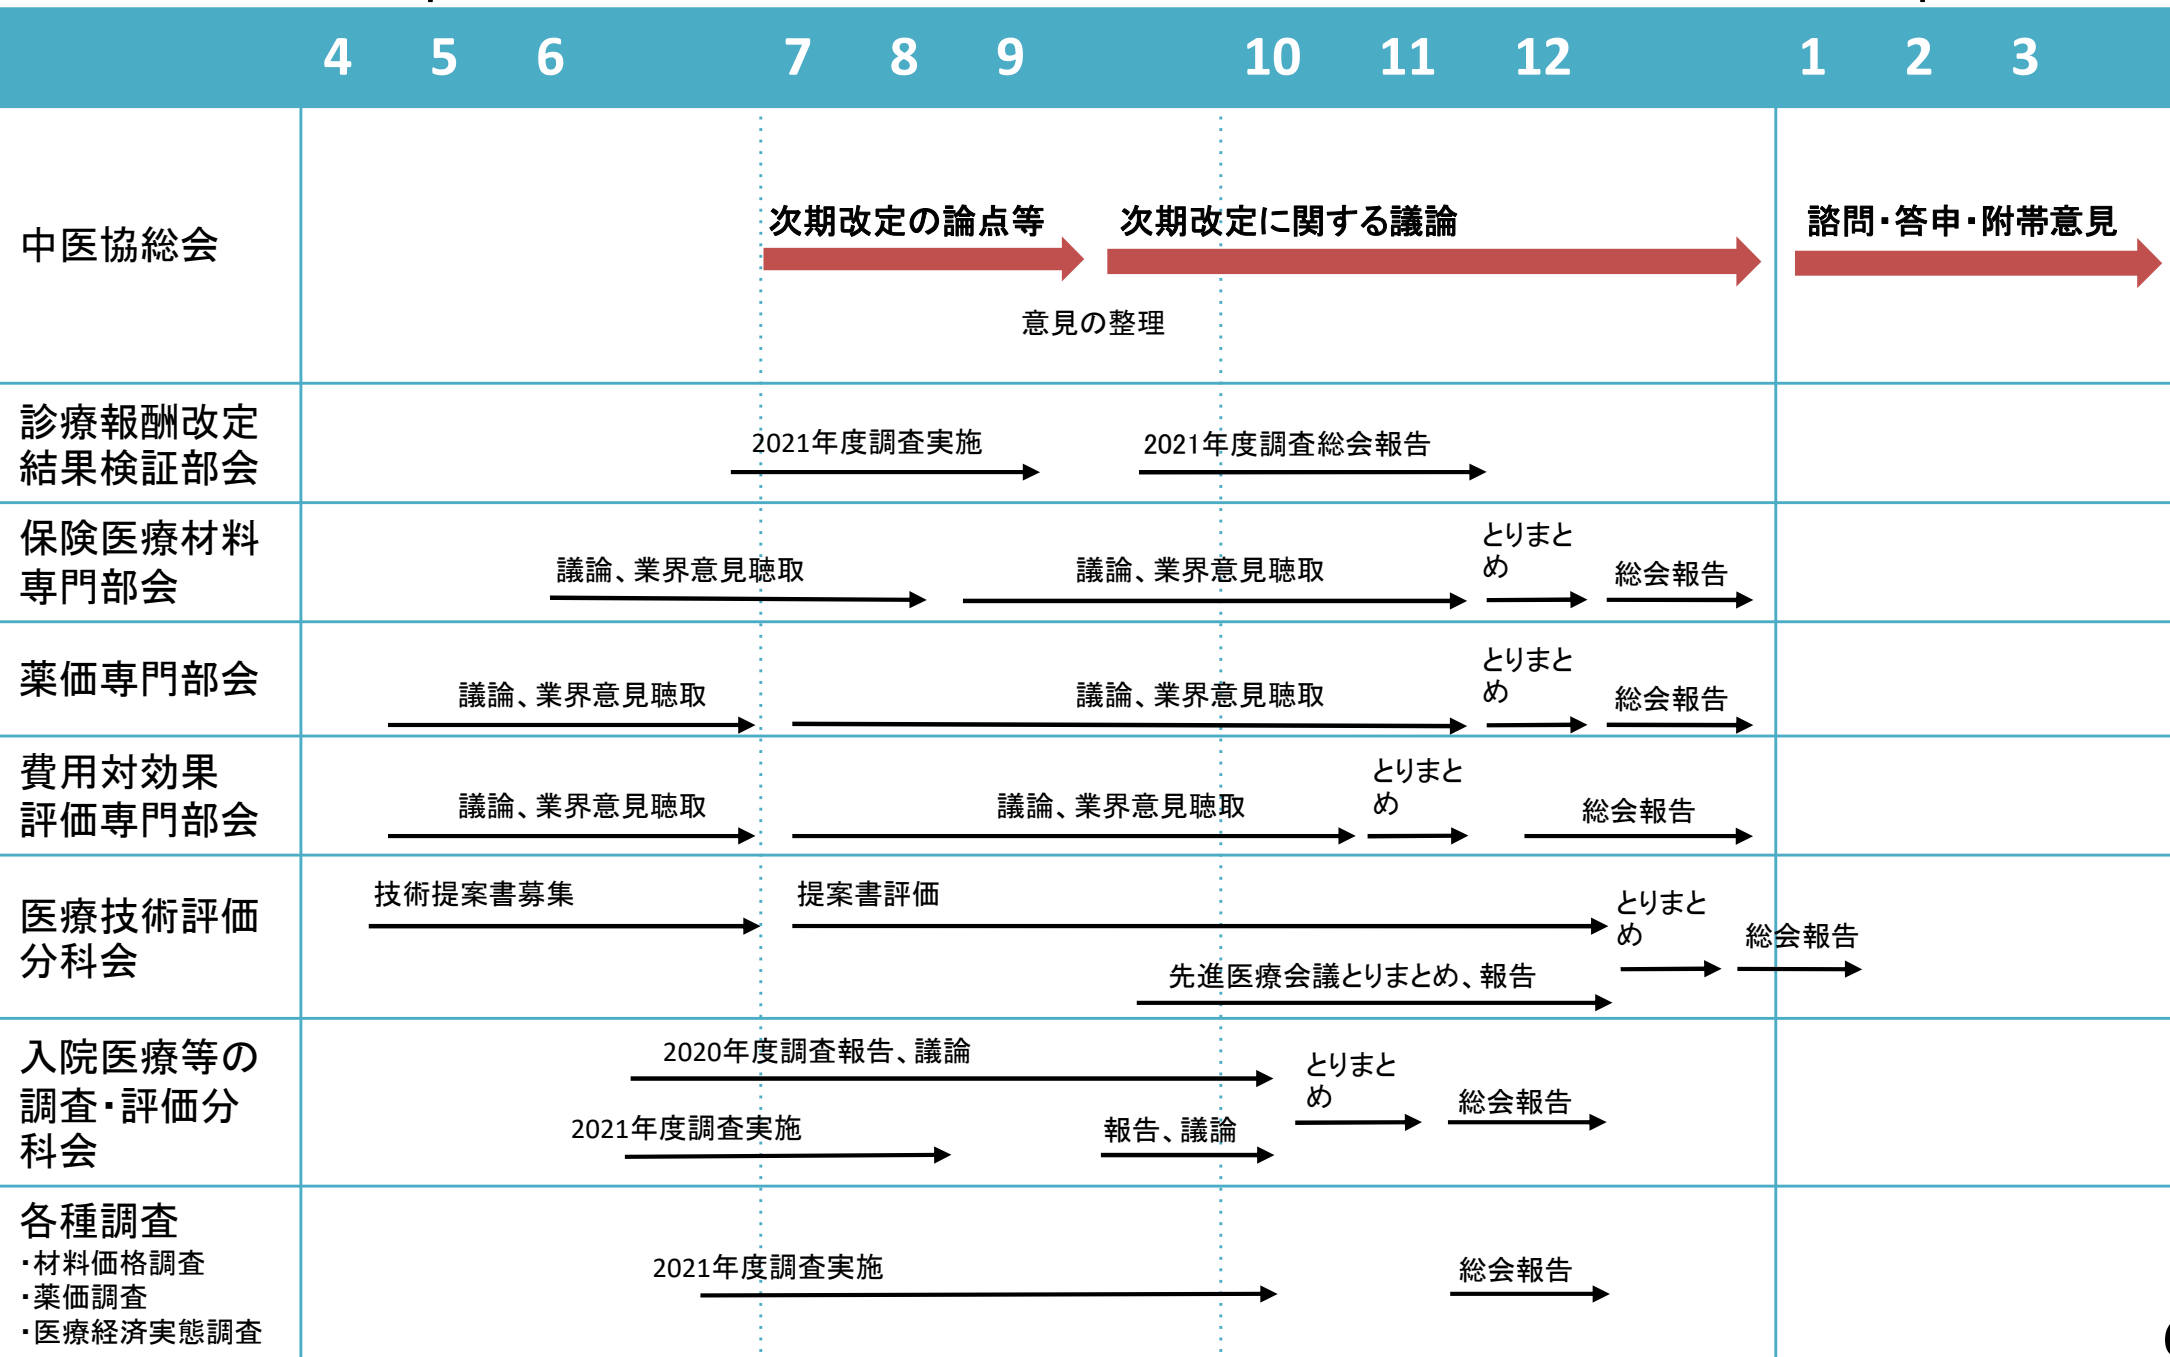 4 5 6 7 8 9 10 11 12 1 2 3
中医協総会
次期改定の論点等
次期改定に関する議論
諮問・答申・附帯意見
意見の整理
診療報酬改定
結果検証部会
2021年度調査実施
2021年度調査総会報告
保険医療材料
専門部会
議論、業界意見聴取
議論、業界意見聴取
とりまと
め
総会報告
薬価専門部会
議論、業界意見聴取
議論、業界意見聴取
とりまと
め
総会報告
費用対効果
評価専門部会
議論、業界意見聴取
議論、業界意見聴取
とりまと
め
総会報告
医療技術評価
分科会
技術提案書募集
提案書評価
とりまと
め
総会報告
先進医療会議とりまとめ、報告
入院医療等の
調査・評価分
科会
2020年度調査報告、議論
とりまと
め
総会報告
2021年度調査実施
報告、議論
各種調査
・材料価格調査
・薬価調査
・医療経済実態調査
2021年度調査実施
総会報告